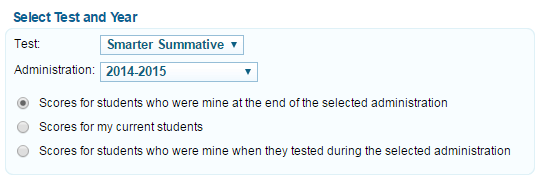 Select Test and Year
Test: Smarter Summative
Administration: 2014-2015
Scores for students who were mine at the end of the selected administration
Scores for my current students
Scores for students who were mine when they tested during the selected administration